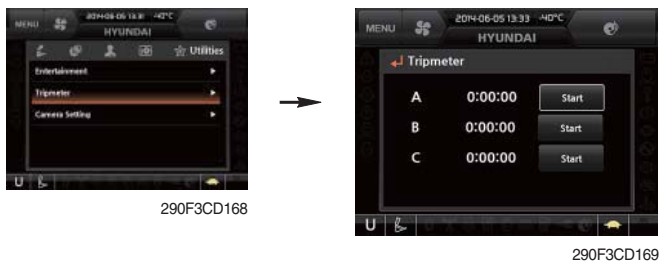 MENU
2014-06-05 13:31 -40°C
HYUNDAI
Utilities
Entertainment
Tripmeter
Camera Setting
U
290F3CD168
MENU
2014-06-05 13:33 -40°C
HYUNDAI
Tripmeter
A 0:00:00 Start
B 0:00:00 Start
C 0:00:00 Start
U
290F3CD169